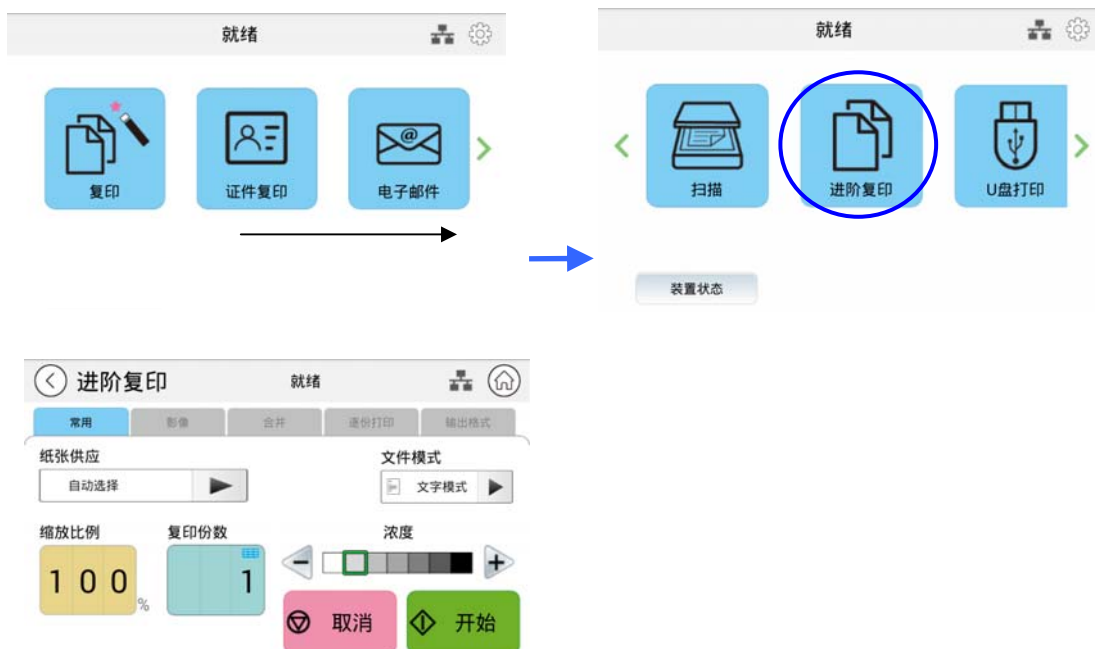 就绪
复印
证件复印
电子邮件
就绪
扫描
进阶复印
U盘打印
装置状态
进阶复印
就绪
常用
影像
合并
逐份打印
输出格式
纸张供应
文件模式
自动选择
文字模式
缩放比例
复印份数
浓度
100
%
1
取消
开始